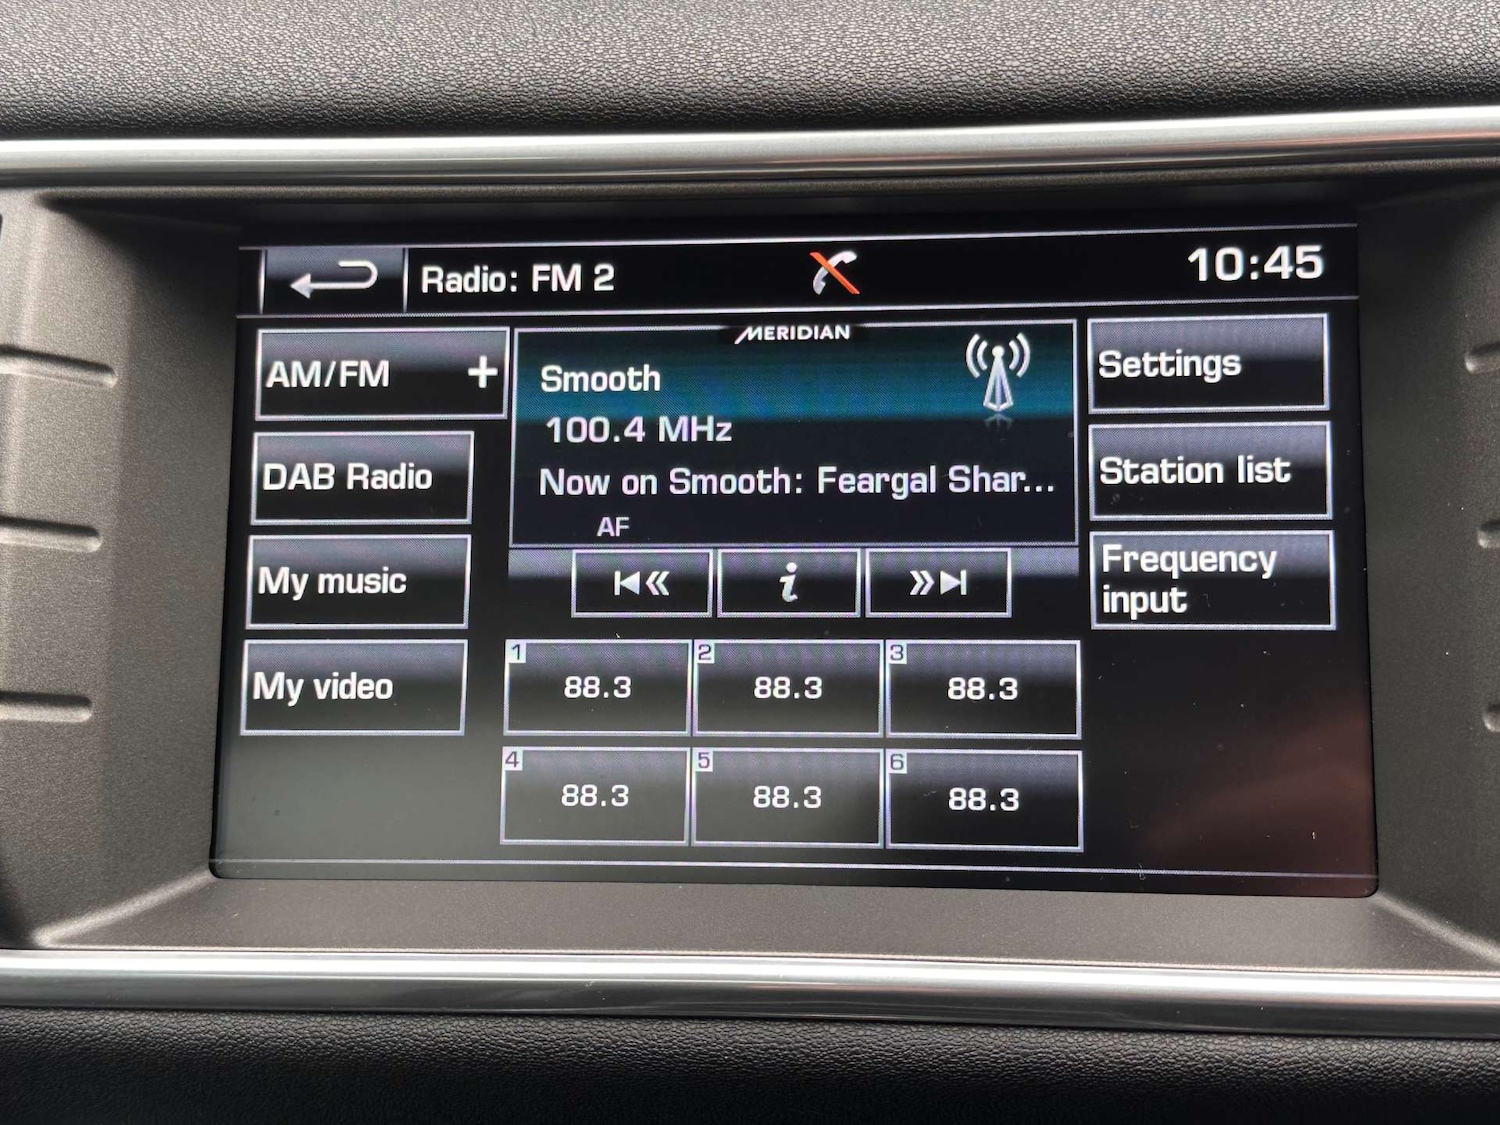 Radio: FM 2
10:45
AM/FM +
DAB Radio
My music
My video
MERIDIAN
Smooth
100.4 MHz
Now on Smooth: Feargal Shar...
AF
i
1
88.3
2
88.3
3
88.3
4
88.3
5
88.3
6
88.3
Settings
Station list
Frequency
input